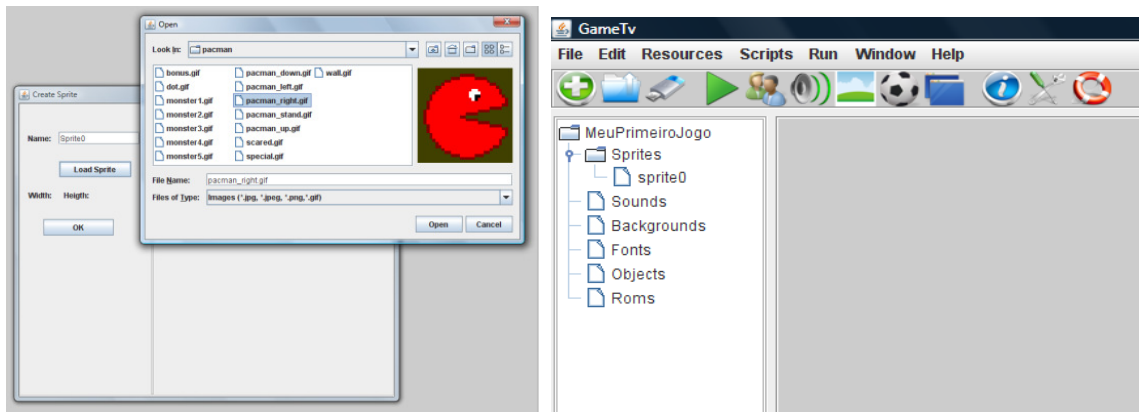 Open
Look In: pacman
bonus.gif pacman_down.gif wall.gif
dot.gif pacman_left.gif
monster1.gif pacman_right.gif
monster2.gif pacman_stand.gif
monster3.gif pacman_up.gif
monster4.gif scared.gif
monster5.gif special.gif
File Name: pacman_right.gif
Files of Type: Images (*.jpg, *.jpeg, *.png,*.gif)
Open Cancel
Create Sprite
Name: Sprite0
Load Sprite
Width: Heigth:
OK
GameTv
File Edit Resources Scripts Run Window Help
MeuPrimeiroJogo
Sprites
sprite0
Sounds
Backgrounds
Fonts
Objects
Roms